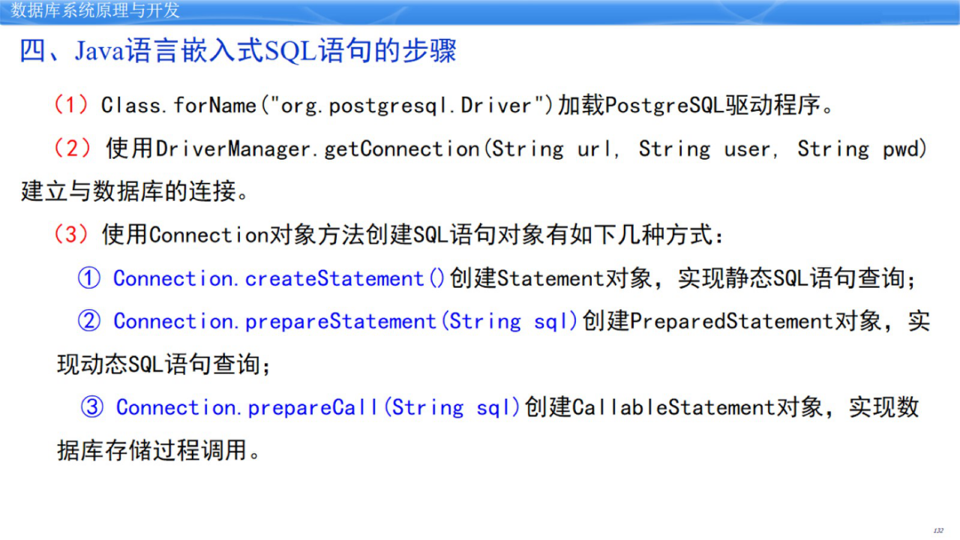 数据库系统原理与开发
四、Java语言嵌入式SQL语句的步骤
（1）Class.forName("org.postgresql.Driver")加载PostgreSQL驱动程序。
（2）使用DriverManager.getConnection(String url, String user, String pwd)
建立与数据库的连接。
（3）使用Connection对象方法创建SQL语句对象有如下几种方式：
① Connection.createStatement()创建Statement对象，实现静态SQL语句查询；
② Connection.prepareStatement(String sql)创建PreparedStatement对象，实
现动态SQL语句查询；
③ Connection.prepareCall(String sql)创建CallableStatement对象，实现数
据库存储过程调用。
132